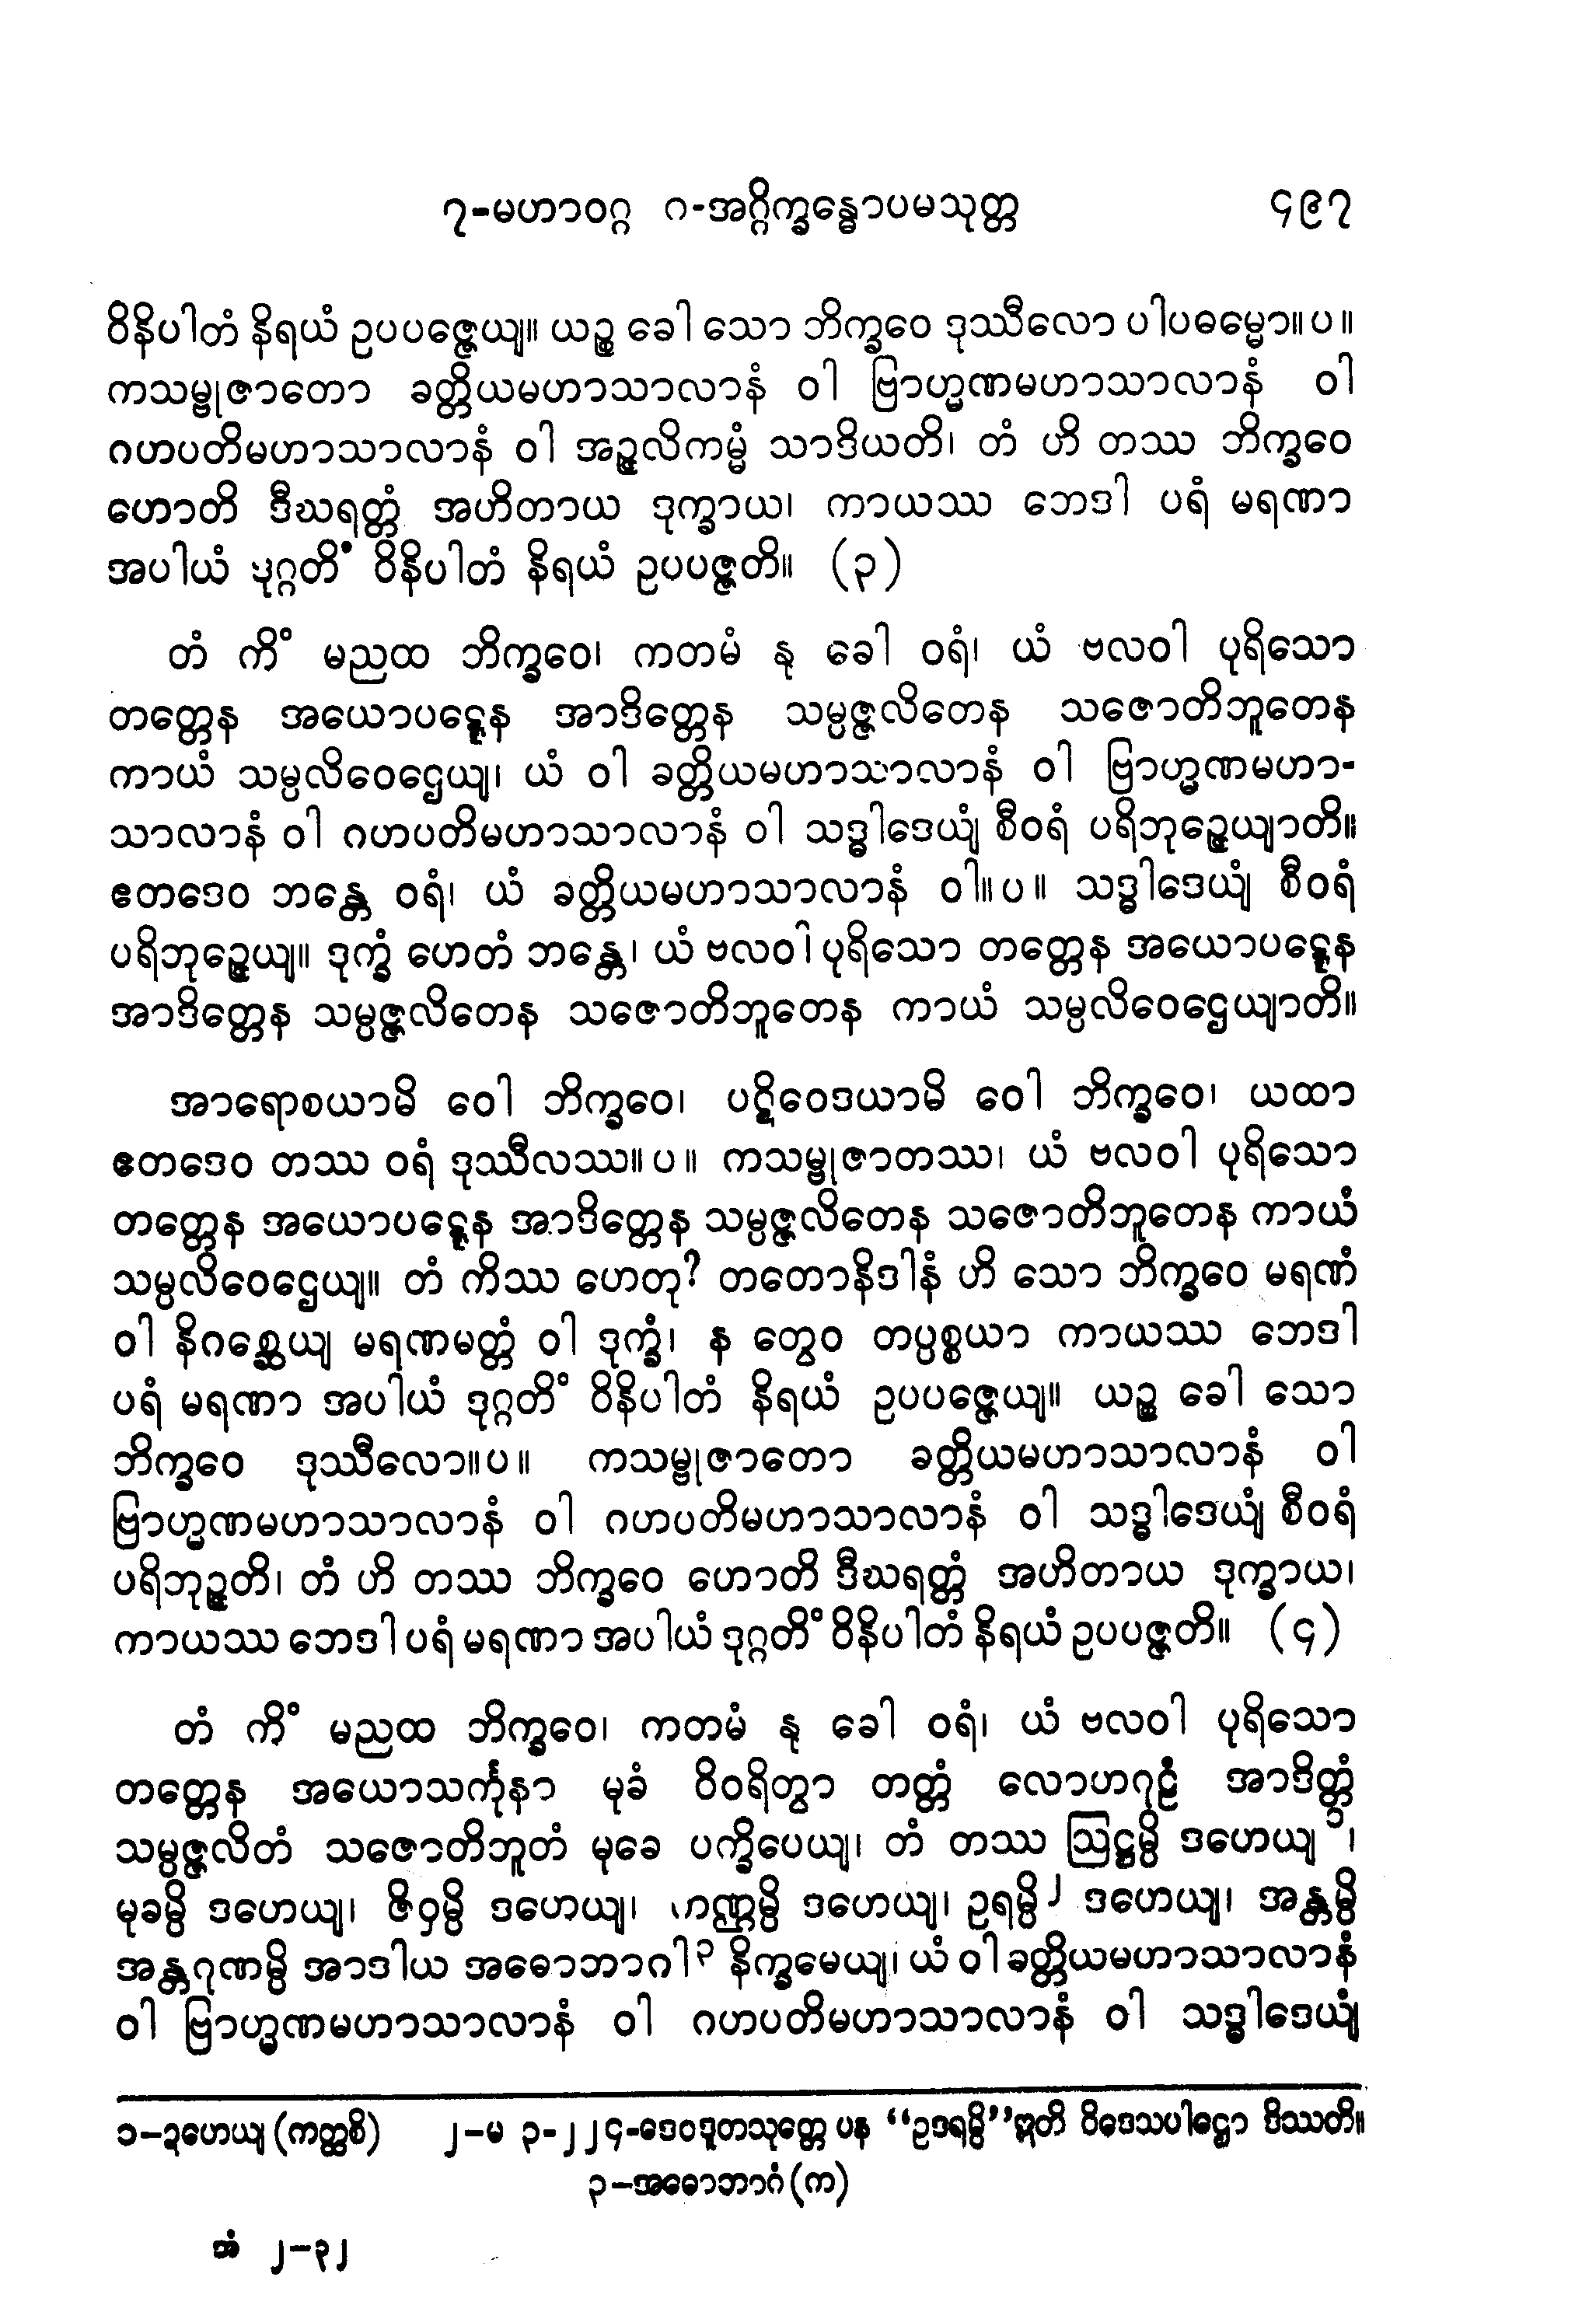 ၇-မဟာဝဂ္ဂ ဂ-အဂ္ဂိက္ခန္ဓောပမသုတ္တ ၄၉၇
ဝိနိပါတံ နိရယံ ဥပပဇ္ဇေယျ။ ယဉ္စ ခေါ သော ဘိက္ခဝေ ဒုဿီလော ပါပဓမ္မော။ပ။
ကသမ္ဗုဇာတော ခတ္တိယမဟာသာလာနံ ဝါ ဗြာဟ္မဏမဟာသာလာနံ ဝါ
ဂဟပတိမဟာသာလာနံ ဝါ အဉ္ဇလိကမ္မံ သာဒိယတိ၊ တံ ဟိ တဿ ဘိက္ခဝေ
ဟောတိ ဒီဃရတ္တံ အဟိတာယ ဒုက္ခာယ၊ ကာယဿ ဘေဒါ ပရံ မရဏာ
အပါယံ ဒုဂ္ဂတိံ ဝိနိပါတံ နိရယံ ဥပပဇ္ဇတိ။ (၃)
တံ ကိံ မညထ ဘိက္ခဝေ၊ ကတမံ နု ခေါ ဝရံ၊ ယံ ဗလဝါ ပုရိသော
တတ္တေန အယောပဋ္ဋေန အာဒိတ္တေန သမ္ပဇ္ဇလိတေန သဇောတိဘူတေန
ကာယံ သမ္ပလိဝေဌေယျ၊ ယံ ဝါ ခတ္တိယမဟာသာလာနံ ဝါ ဗြာဟ္မဏမဟာ-
သာလာနံ ဝါ ဂဟပတိမဟာသာလာနံ ဝါ သဒ္ဓါဒေယျံ စီဝရံ ပရိဘုဉ္ဇေယျာတိ။
ဧတဒေဝ ဘန္တေ ဝရံ၊ ယံ ခတ္တိယမဟာသာလာနံ ဝါ။ပ။ သဒ္ဓါဒေယျံ စီဝရံ
ပရိဘုဉ္ဇေယျ။ ဒုက္ခံ ဟေတံ ဘန္တေ၊ ယံ ဗလဝါ ပုရိသော တတ္တေန အယောပဋ္ဋေန
အာဒိတ္တေန သမ္ပဇ္ဇလိတေန သဇောတိဘူတေန ကာယံ သမ္ပလိဝေဌေယျာတိ။
အာရောစယာမိ ဝေါ ဘိက္ခဝေ၊ ပဋိဝေဒယာမိ ဝေါ ဘိက္ခဝေ၊ ယထာ
ဧတဒေဝ တဿ ဝရံ ဒုဿီလဿ။ပ။ ကသမ္ဗုဇာတဿ၊ ယံ ဗလဝါ ပုရိသော
တတ္တေန အယောပဋ္ဋေန အာဒိတ္တေန သမ္ပဇ္ဇလိတေန သဇောတိဘူတေန ကာယံ
သမ္ပလိဝေဌေယျ။ တံ ကိဿ ဟေတု? တတောနိဒါနံ ဟိ သော ဘိက္ခဝေ မရဏံ
ဝါ နိဂစ္ဆေယျ မရဏမတ္တံ ဝါ ဒုက္ခံ၊ န တွေဝ တပ္ပစ္စယာ ကာယဿ ဘေဒါ
ပရံ မရဏာ အပါယံ ဒုဂ္ဂတိံ ဝိနိပါတံ နိရယံ ဥပပဇ္ဇေယျ။ ယဉ္စ ခေါ သော
ဘိက္ခဝေ ဒုဿီလော။ပ။ ကသမ္ဗုဇာတော ခတ္တိယမဟာသာလာနံ ဝါ
ဗြာဟ္မဏမဟာသာလာနံ ဝါ ဂဟပတိမဟာသာလာနံ ဝါ သဒ္ဓါဒေယျံ စီဝရံ
ပရိဘုဉ္ဇတိ၊ တံ ဟိ တဿ ဘိက္ခဝေ ဟောတိ ဒီဃရတ္တံ အဟိတာယ ဒုက္ခာယ၊
ကာယဿ ဘေဒါ ပရံ မရဏာ အပါယံ ဒုဂ္ဂတိံ ဝိနိပါတံ နိရယံ ဥပပဇ္ဇတိ။ (၄)
တံ ကိံ မညထ ဘိက္ခဝေ၊ ကတမံ နု ခေါ ဝရံ၊ ယံ ဗလဝါ ပုရိသော
တတ္တေန အယောသင်္ကုနာ မုခံ ဝိဝရိတွာ တတ္တံ လောဟဂုဠံ အာဒိတ္တံ
သမ္ပဇ္ဇလိတံ သဇောတိဘူတံ မုခေ ပက္ခိပေယျ၊ တံ တဿ ဩဋ္ဌမ္ပိ ဒဟေယျ၁၊
မုခမ္ပိ ဒဟေယျ၊ ဇိဝှမ္ပိ ဒဟေယျ၊ ကဏ္ဌမ္ပိ ဒဟေယျ၊ ဥရမ္ပိ၂ ဒဟေယျ၊ အန္တမ္ပိ
အန္တဂုဏမ္ပိ အာဒါယ အဓောဘာဂါ၃ နိက္ခမေယျ၊ ယံ ဝါ ခတ္တိယမဟာသာလာနံ
ဝါ ဗြာဟ္မဏမဟာသာလာနံ ဝါ ဂဟပတိမဟာသာလာနံ ဝါ သဒ္ဓါဒေယျံ
၁-ဍဟေယျ (ကတ္ထစိ) ၂-မ ၃-၂၂၄-ဒေဝဒူတသုတ္တေ ပန “ဥဒရမ္ပိ”ဣတိ ဝိဒေသပါဌော ဒိဿတိ။
၃-အဓောဘာဂံ (က)
အံ ၂-၃၂